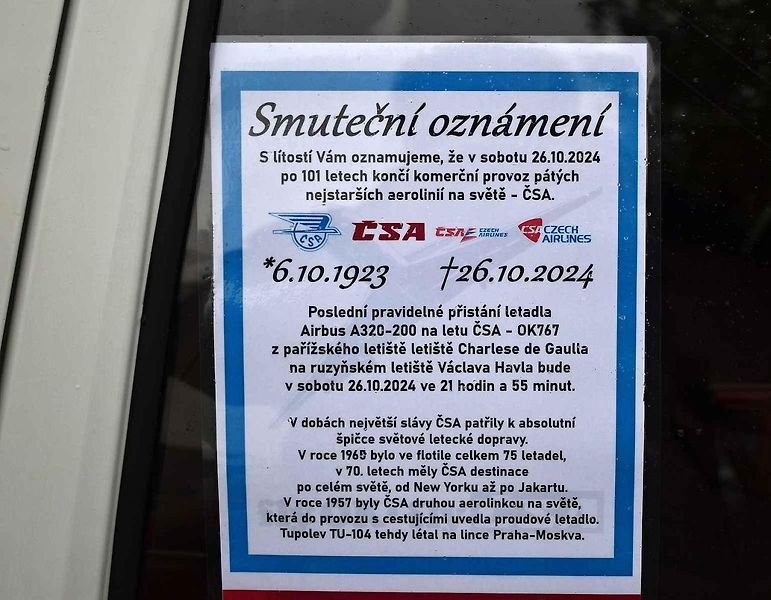 Smuteční oznámení
S lítostí Vám oznamujeme, že v sobotu 26.10.2024
po 101 letech končí komerční provoz pátých
nejstarších aerolinií na světě - ČSA.
ČSA ČSA ČSA CZECH AIRLINES ČSA CZECH AIRLINES
*6.10.1923 †26.10.2024
Poslední pravidelné přistání letadla
Airbus A320-200 na letu ČSA - OK767
z pařížského letiště letiště Charlese de Gaulla
na ruzyňském letiště Václava Havla bude
v sobotu 26.10.2024 ve 21 hodin a 55 minut.
V dobách největší slávy ČSA patřily k absolutní
špičce světové letecké dopravy.
V roce 1965 bylo ve flotile celkem 75 letadel,
v 70. letech měly ČSA destinace
po celém světě, od New Yorku až po Jakartu.
V roce 1957 byly ČSA druhou aerolinkou na světě,
která do provozu s cestujícími uvedla proudové letadlo.
Tupolev TU-104 tehdy létal na lince Praha-Moskva.